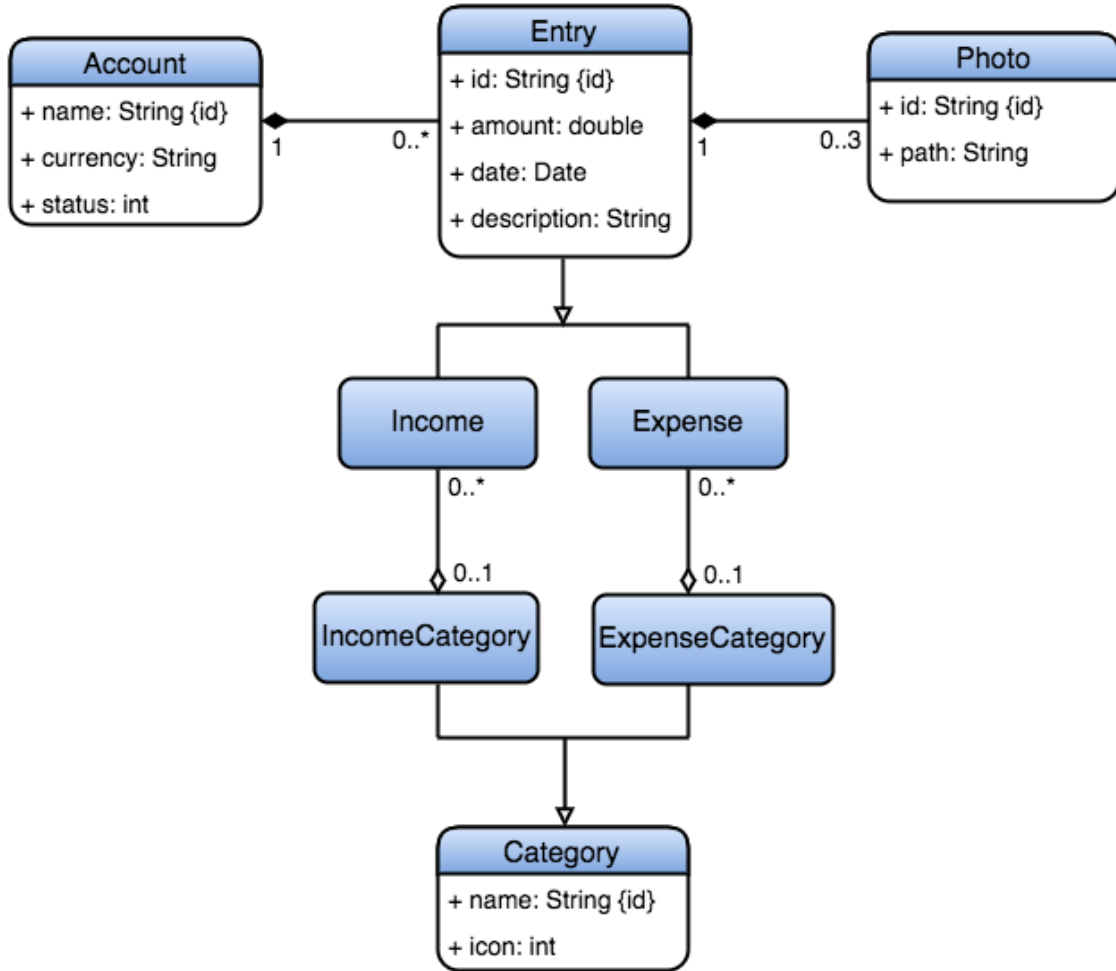 Account
+ name: String {id}
+ currency: String
+ status: int
1
0..*
Entry
+ id: String {id}
+ amount: double
+ date: Date
+ description: String
1
0..3
Photo
+ id: String {id}
+ path: String
Income
Expense
0..*
0..*
0..1
0..1
IncomeCategory
ExpenseCategory
Category
+ name: String {id}
+ icon: int